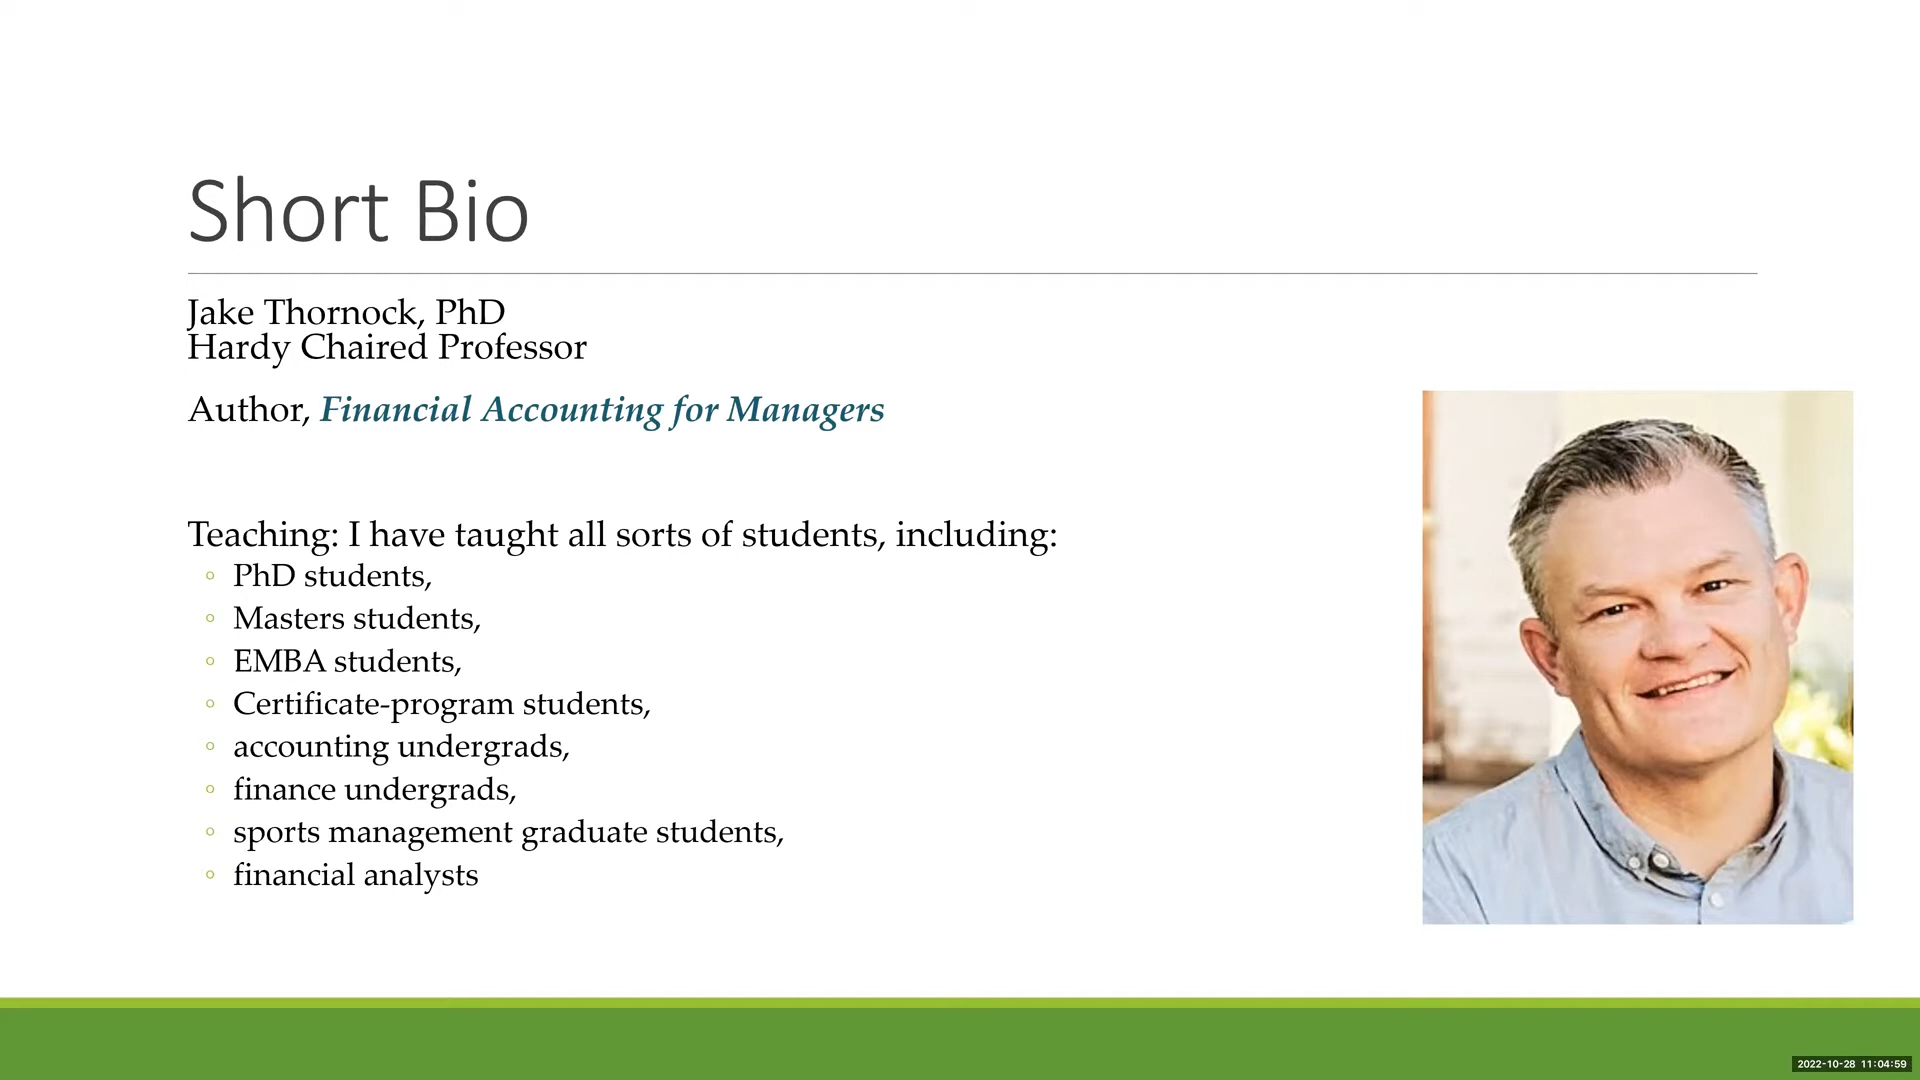 Short Bio
Jake Thornock, PhD
Hardy Chaired Professor
Author, Financial Accounting for Managers
Teaching: I have taught all sorts of students, including:
◦ PhD students,
◦ Masters students,
◦ EMBA students,
◦ Certificate-program students,
◦ accounting undergrads,
◦ finance undergrads,
◦ sports management graduate students,
◦ financial analysts
2022-10-28 11:04:59